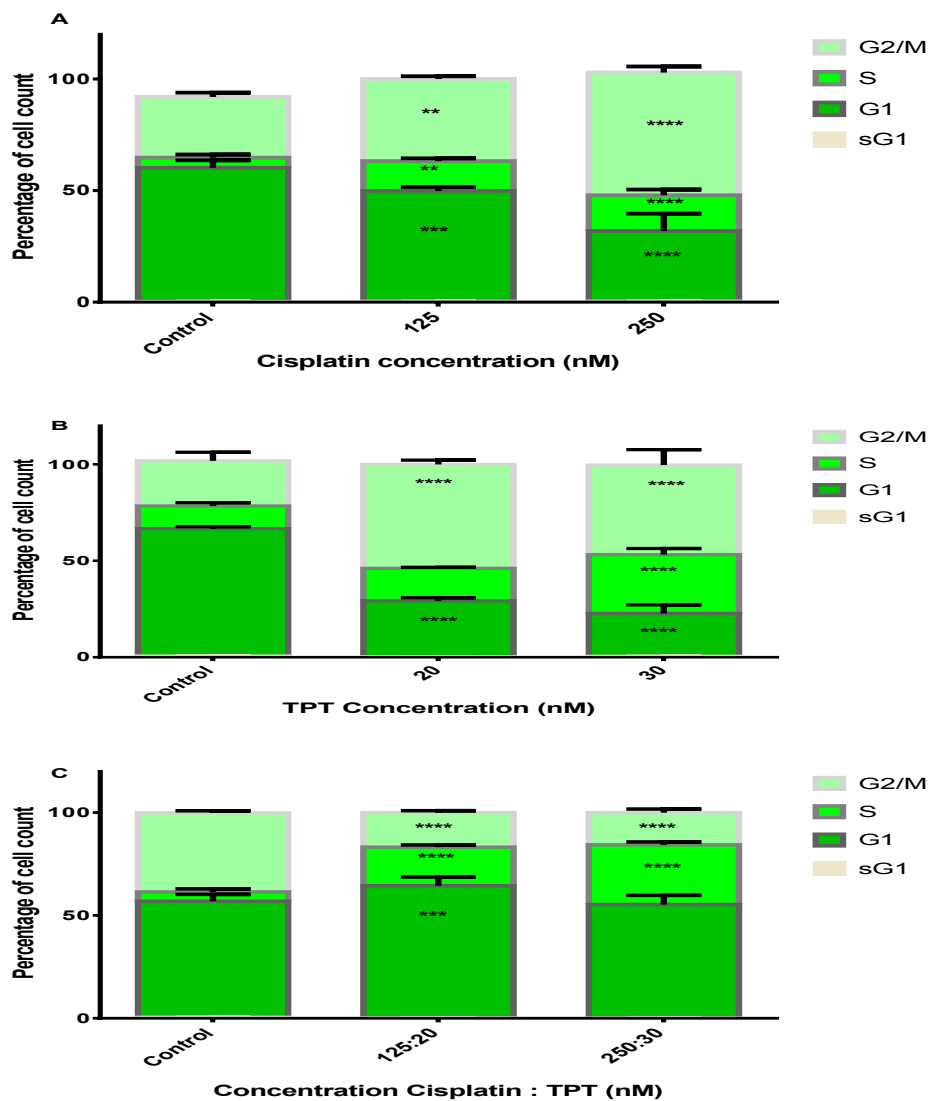 A
Percentage of cell count
100
50
0
**
**
***
****
****
****
Control
125
250
Cisplatin concentration (nM)
G2/M
S
G1
sG1
B
Percentage of cell count
100
50
0
****
****
****
****
****
Control
20
30
TPT Concentration (nM)
G2/M
S
G1
sG1
C
Percentage of cell count
100
50
0
****
****
***
****
****
Control
125:20
250:30
Concentration Cisplatin : TPT (nM)
G2/M
S
G1
sG1